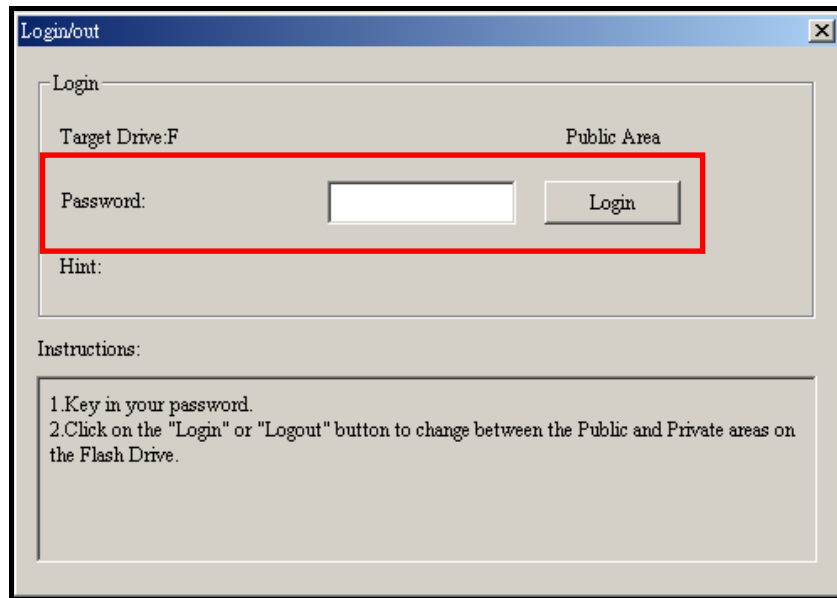 Login/out
Login
Target Drive:F Public Area
Password: Login
Hint:
Instructions:
1.Key in your password.
2.Click on the "Login" or "Logout" button to change between the Public and Private areas on
the Flash Drive.